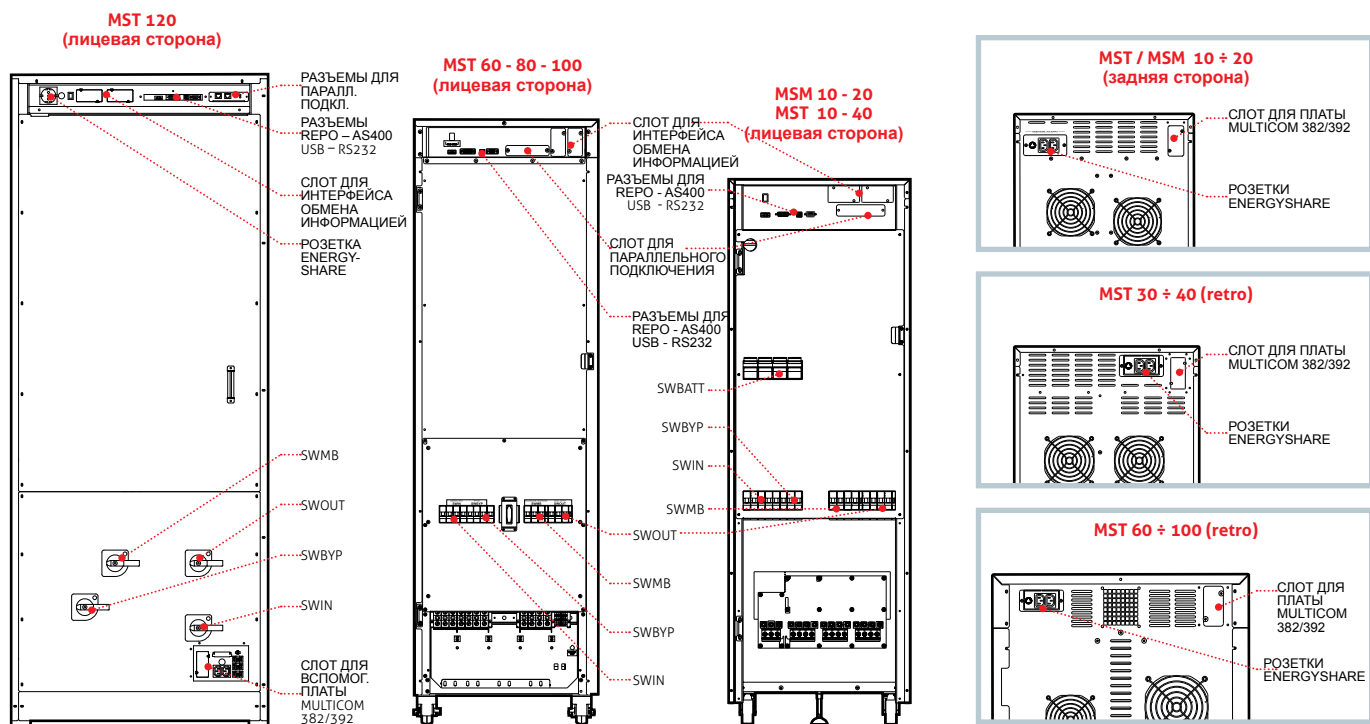 MST 120
(лицевая сторона)
РАЗЪЕМЫ ДЛЯ
ПАРАЛЛ.
ПОДКЛ.
РАЗЪЕМЫ
REPO – AS400
USB – RS232
СЛОТ ДЛЯ
ИНТЕРФЕЙСА
ОБМЕНА
ИНФОРМАЦИЕЙ
РОЗЕТКА
ENERGY-
SHARE
SWMB
SWOUT
SWBYP
SWIN
СЛОТ ДЛЯ
ВСПОМОГ.
ПЛАТЫ
MULTICOM
382/392
MST 60 - 80 - 100
(лицевая сторона)
MSM 10 - 20
MST 10 - 40
(лицевая сторона)
СЛОТ ДЛЯ
ИНТЕРФЕЙСА
ОБМЕНА
ИНФОРМАЦИЕЙ
РАЗЪЕМЫ ДЛЯ
REPO - AS400
USB - RS232
СЛОТ ДЛЯ
ПАРАЛЛЕЛЬНОГО
ПОДКЛЮЧЕНИЯ
РАЗЪЕМЫ ДЛЯ
REPO - AS400
USB - RS232
SWBATT
SWBYP
SWIN
SWMB
SWOUT
SWMB
SWBYP
SWIN
MST / MSM 10 ÷ 20
(задняя сторона)
СЛОТ ДЛЯ ПЛАТЫ
MULTICOM 382/392
РОЗЕТКИ
ENERGYSHARE
MST 30 ÷ 40 (retro)
СЛОТ ДЛЯ ПЛАТЫ
MULTICOM 382/392
РОЗЕТКИ
ENERGYSHARE
MST 60 ÷ 100 (retro)
СЛОТ ДЛЯ
ПЛАТЫ
MULTICOM
382/392
РОЗЕТКИ
ENERGYSHARE